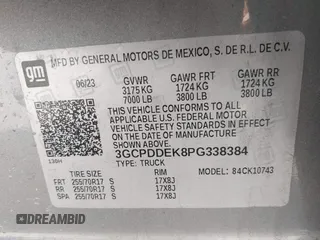 gm
MFD BY GENERAL MOTORS DE MEXICO, S. DE R.L. DE C.V.
06/23 GVWR GAWR FRT GAWR RR
3175 KG 1724 KG 1724 KG
7000 LB 3800 LB 3800 LB
THIS VEHICLE CONFORMS TO ALL
APPLICABLE U.S. FEDERAL MOTOR
VEHICLE SAFETY STANDARDS IN
EFFECT ON THE DATE OF
MANUFACTURE SHOWN ABOVE.
3GCPDDEK8PG338384
TYPE: TRUCK MODEL: 84CK10743
TIRE SIZE RIM
FRT 255/70R17 S 17X8J
RR 255/70R17 S 17X8J
SPA 255/70R17 S 17X8J
DREAMBID